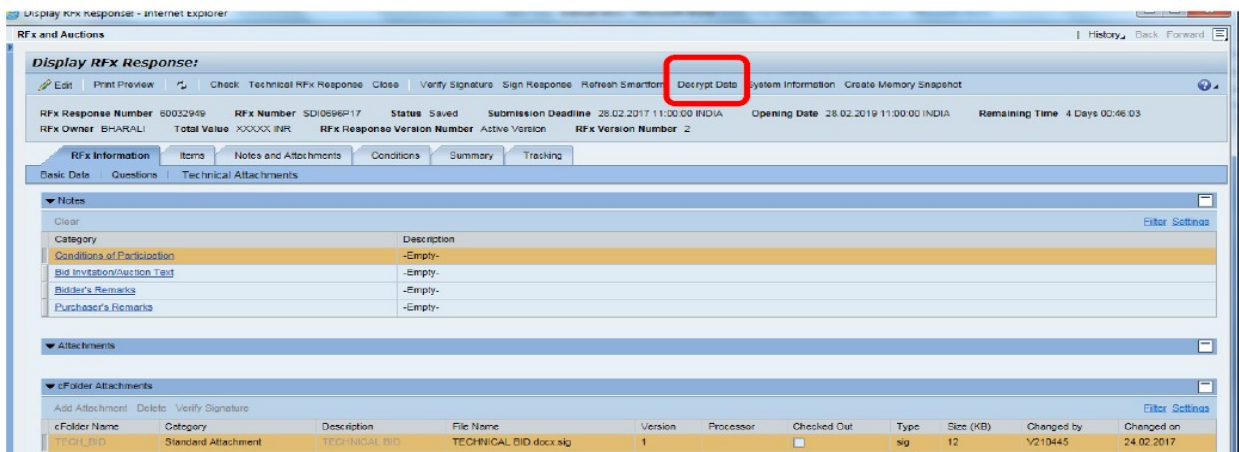 Display RFx Response: - Internet Explorer
RFx and Auctions
History Back Forward
Display RFx Response:
Edit Print Preview Check Technical RFx Response Close Verify Signature Sign Response Refresh Smartform Decrypt Data System Information Create Memory Snapshot
RFx Response Number 60032949 RFx Number SDI0696P17 Status Saved Submission Deadline 28.02.2017 11:00:00 INDIA Opening Date 28.02.2019 11:00:00 INDIA Remaining Time 4 Days 00:46:03
RFx Owner BHARALI Total Value XXXXX INR RFx Response Version Number Active Version RFx Version Number 2
RFx Information Items Notes and Attachments Conditions Summary Tracking
Basic Data Questions Technical Attachments
Notes
Clear Filter Settings
Category Description
Conditions of Participation -Empty-
Bid Invitation/Auction Text -Empty-
Bidder's Remarks -Empty-
Purchaser's Remarks -Empty-
Attachments
cFolder Attachments
Add Attachment Delete Verify Signature Filter Settings
cFolder Name Category Description File Name Version Processor Checked Out Type Size (KB) Changed by Changed on
TECH_BID Standard Attachment TECHNICAL BID TECHNICAL BID.docx.sig 1 sig 12 V210445 24.02.2017